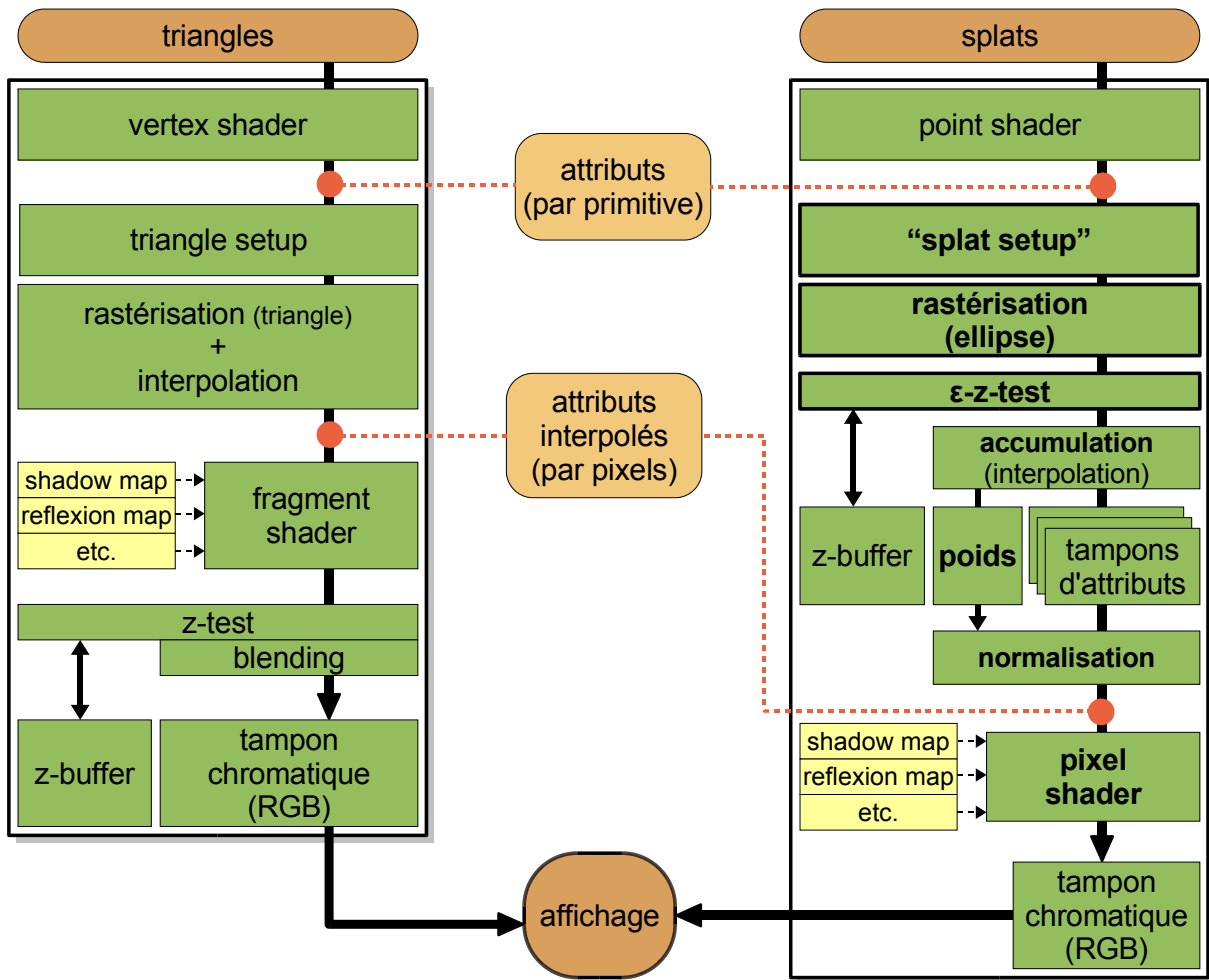 triangles
vertex shader
triangle setup
rastérisation (triangle)
+
interpolation
shadow map
reflexion map
etc.
fragment
shader
z-test
blending
z-buffer
tampon
chromatique
(RGB)
attributs
(par primitive)
attributs
interpolés
(par pixels)
affichage
splats
point shader
“splat setup”
rastérisation
(ellipse)
ε-z-test
accumulation
(interpolation)
z-buffer
poids
tampons
d'attributs
normalisation
shadow map
reflexion map
etc.
pixel
shader
tampon
chromatique
(RGB)